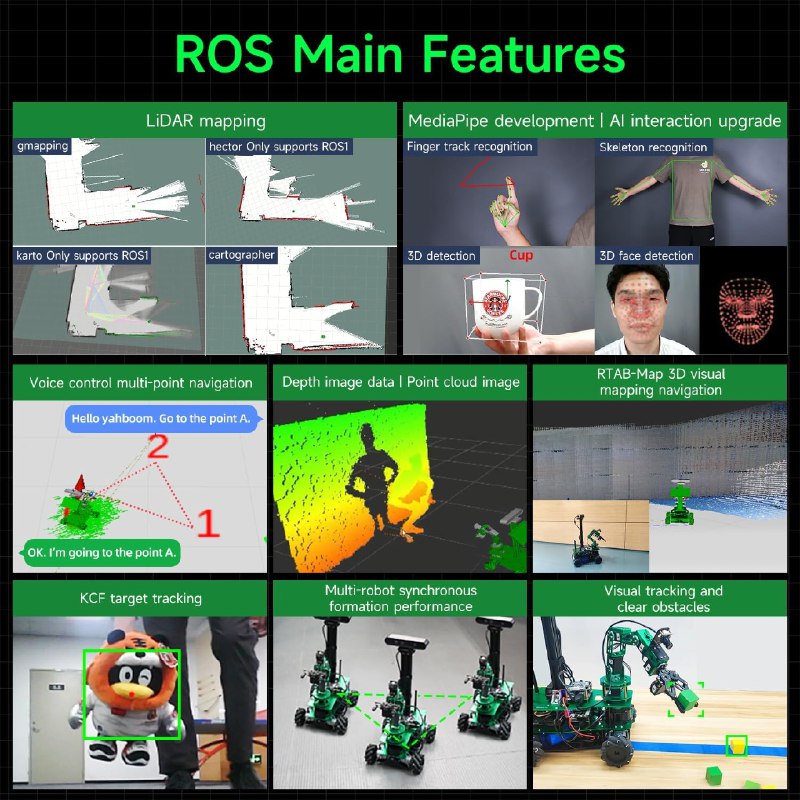 ROS Main Features
LiDAR mapping
gmapping
hector Only supports ROS1
karto Only supports ROS1
cartographer
MediaPipe development | AI interaction upgrade
Finger track recognition
Skeleton recognition
3D detection
Cup
3D face detection
Voice control multi-point navigation
Hello yahboom. Go to the point A.
2
1
OK. I'm going to the point A.
Depth image data | Point cloud image
RTAB-Map 3D visual
mapping navigation
KCF target tracking
Multi-robot synchronous
formation performance
Visual tracking and
clear obstacles